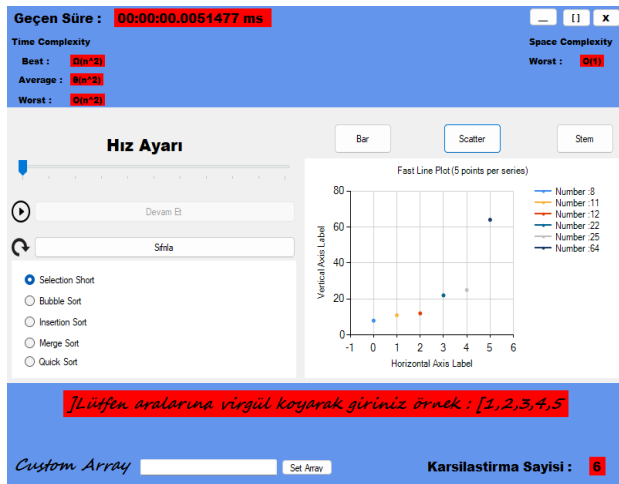 Geçen Süre : 00:00:00.0051477 ms
_ [] X
Time Complexity
Space Complexity
Best : Ω(n^2)
Worst : O(1)
Average : θ(n^2)
Worst : O(n^2)
Hız Ayarı
Bar Scatter Stem
Devam Et
Sıfırla
Selection Short
Bubble Sort
Insertion Sort
Merge Sort
Quick Sort
Fast Line Plot(5 points per series)
Vertical Axis Label
80
60
40
20
0
-1 0 1 2 3 4 5 6
Horizontal Axis Label
Number :8
Number :11
Number :12
Number :22
Number :25
Number :64
]Lütfen aralarına virgül koyarak giriniz örnek : [1,2,3,4,5
Custom Array Set Array
Karsilastirma Sayisi : 6